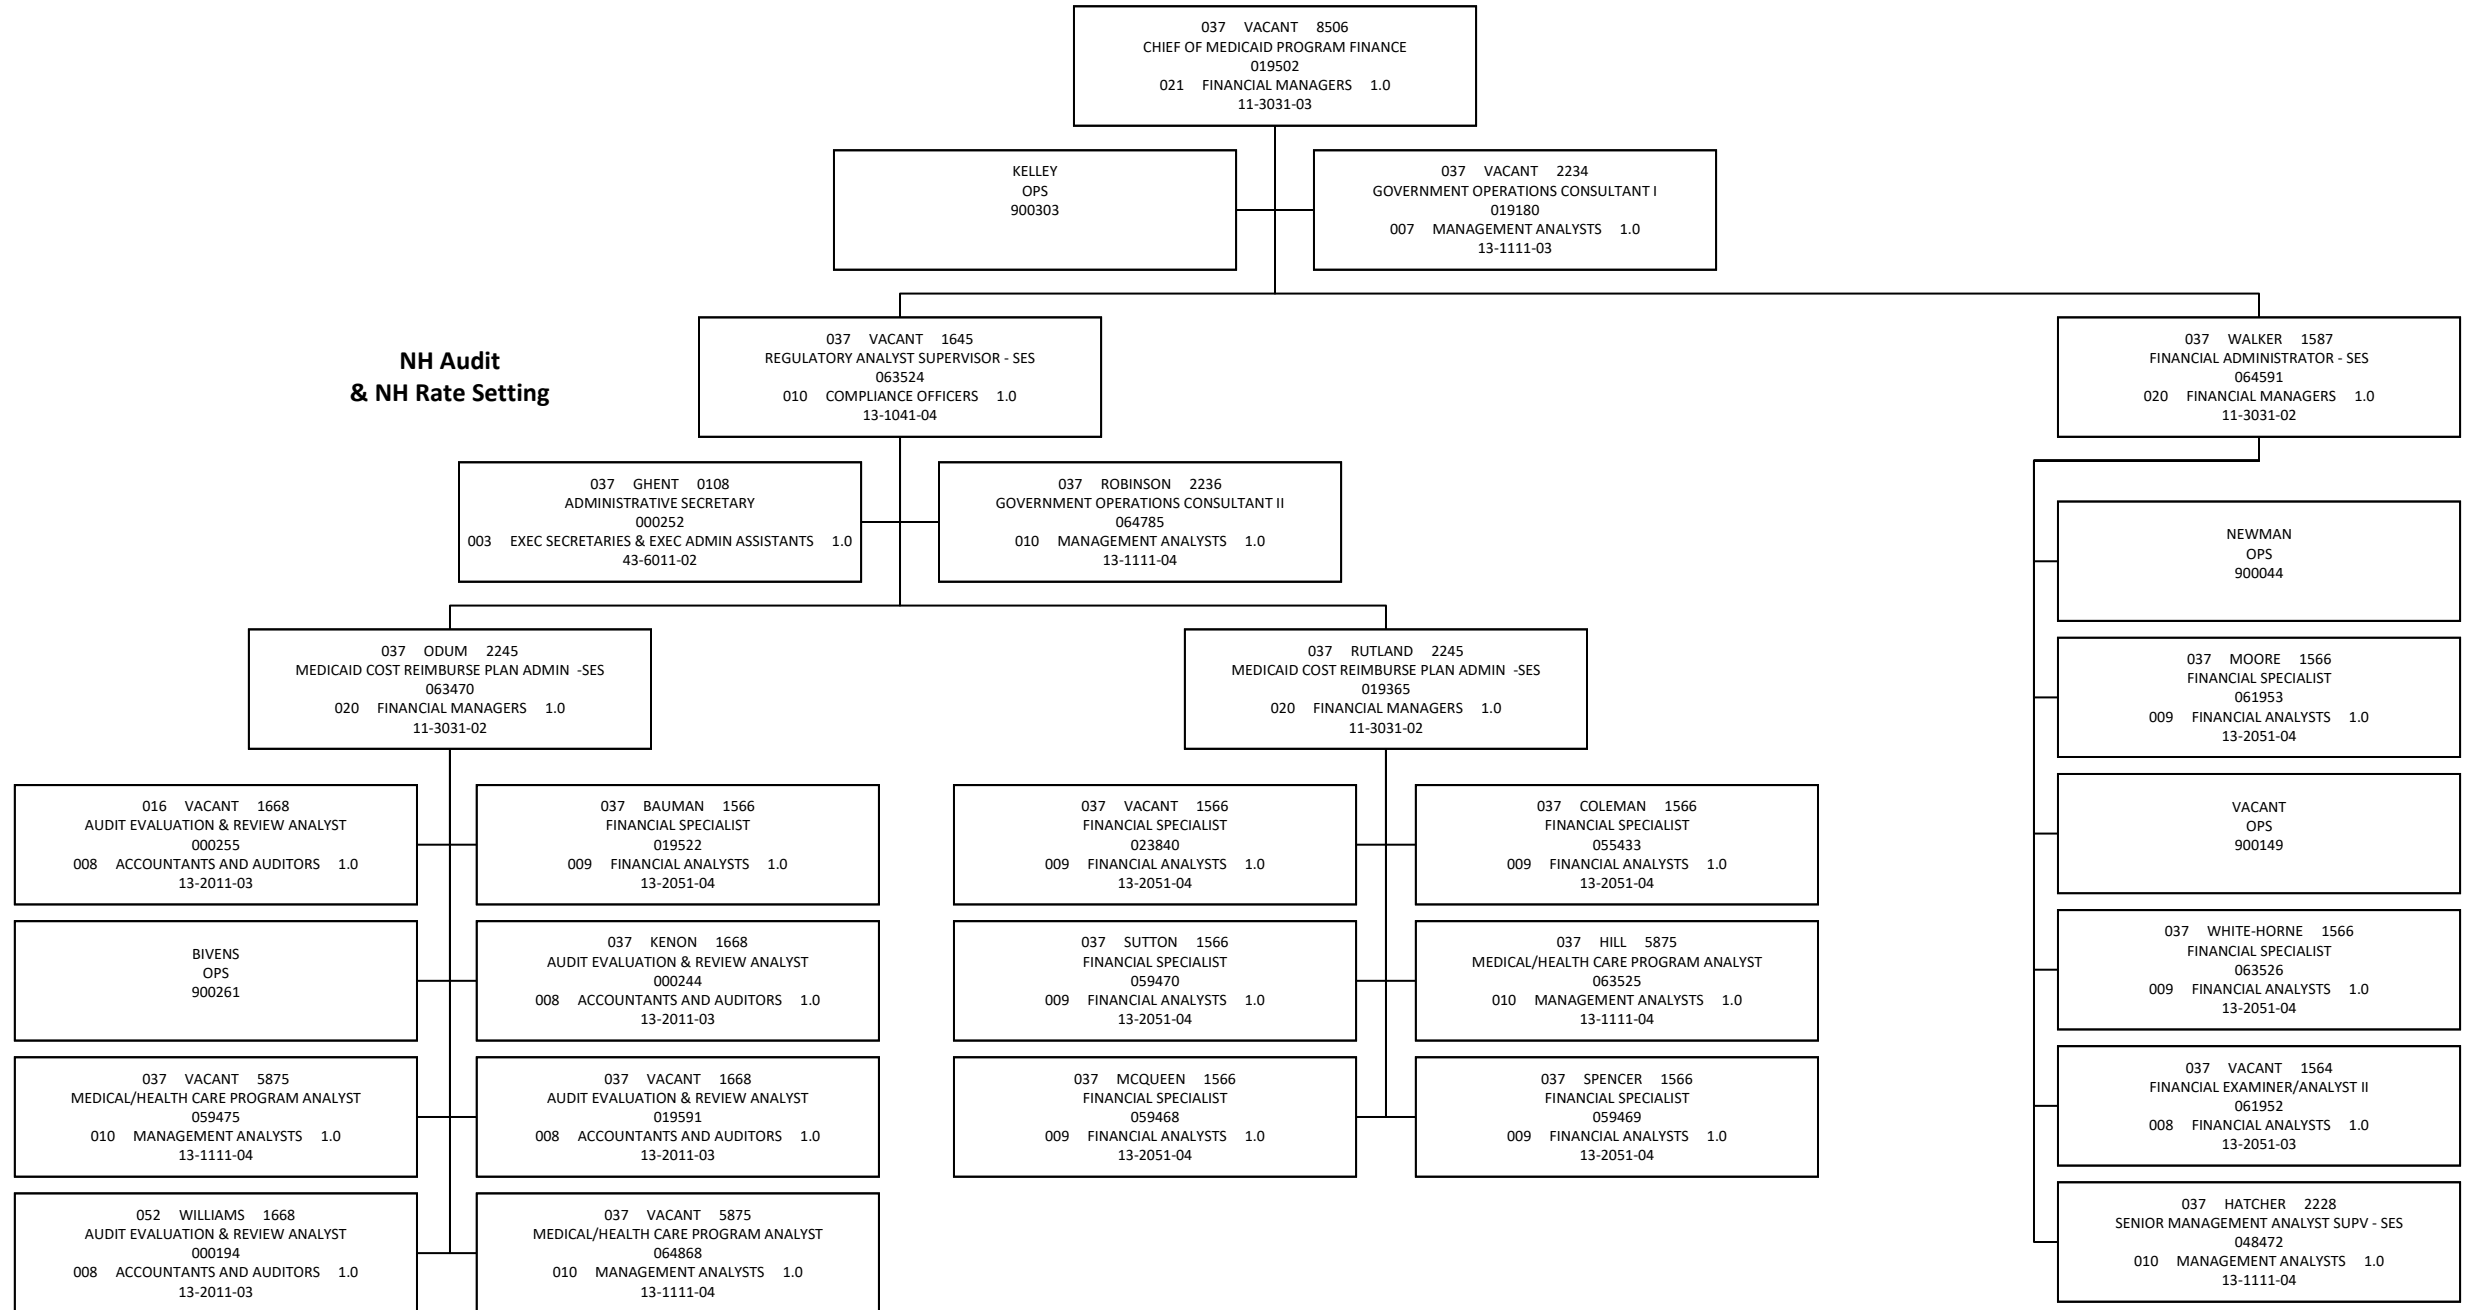 037 VACANT 8506
CHIEF OF MEDICAID PROGRAM FINANCE
019502
021 FINANCIAL MANAGERS 1.0
11-3031-03
KELLEY
OPS
900303
037 VACANT 2234
GOVERNMENT OPERATIONS CONSULTANT I
019180
007 MANAGEMENT ANALYSTS 1.0
13-1111-03
NH Audit
& NH Rate Setting
037 VACANT 1645
REGULATORY ANALYST SUPERVISOR - SES
063524
010 COMPLIANCE OFFICERS 1.0
13-1041-04
037 WALKER 1587
FINANCIAL ADMINISTRATOR - SES
064591
020 FINANCIAL MANAGERS 1.0
11-3031-02
037 GHENT 0108
ADMINISTRATIVE SECRETARY
000252
003 EXEC SECRETARIES & EXEC ADMIN ASSISTANTS 1.0
43-6011-02
037 ROBINSON 2236
GOVERNMENT OPERATIONS CONSULTANT II
064785
010 MANAGEMENT ANALYSTS 1.0
13-1111-04
037 ODUM 2245
MEDICAID COST REIMBURSE PLAN ADMIN -SES
063470
020 FINANCIAL MANAGERS 1.0
11-3031-02
037 RUTLAND 2245
MEDICAID COST REIMBURSE PLAN ADMIN -SES
019365
020 FINANCIAL MANAGERS 1.0
11-3031-02
016 VACANT 1668
AUDIT EVALUATION & REVIEW ANALYST
000255
008 ACCOUNTANTS AND AUDITORS 1.0
13-2011-03
037 BAUMAN 1566
FINANCIAL SPECIALIST
019522
009 FINANCIAL ANALYSTS 1.0
13-2051-04
BIVENS
OPS
900261
037 KENON 1668
AUDIT EVALUATION & REVIEW ANALYST
000244
008 ACCOUNTANTS AND AUDITORS 1.0
13-2011-03
037 VACANT 5875
MEDICAL/HEALTH CARE PROGRAM ANALYST
059475
010 MANAGEMENT ANALYSTS 1.0
13-1111-04
037 VACANT 1668
AUDIT EVALUATION & REVIEW ANALYST
019591
008 ACCOUNTANTS AND AUDITORS 1.0
13-2011-03
052 WILLIAMS 1668
AUDIT EVALUATION & REVIEW ANALYST
000194
008 ACCOUNTANTS AND AUDITORS 1.0
13-2011-03
037 VACANT 5875
MEDICAL/HEALTH CARE PROGRAM ANALYST
064868
010 MANAGEMENT ANALYSTS 1.0
13-1111-04
037 VACANT 1566
FINANCIAL SPECIALIST
023840
009 FINANCIAL ANALYSTS 1.0
13-2051-04
037 COLEMAN 1566
FINANCIAL SPECIALIST
055433
009 FINANCIAL ANALYSTS 1.0
13-2051-04
037 SUTTON 1566
FINANCIAL SPECIALIST
059470
009 FINANCIAL ANALYSTS 1.0
13-2051-04
037 HILL 5875
MEDICAL/HEALTH CARE PROGRAM ANALYST
063525
010 MANAGEMENT ANALYSTS 1.0
13-1111-04
037 MCQUEEN 1566
FINANCIAL SPECIALIST
059468
009 FINANCIAL ANALYSTS 1.0
13-2051-04
037 SPENCER 1566
FINANCIAL SPECIALIST
059469
009 FINANCIAL ANALYSTS 1.0
13-2051-04
NEWMAN
OPS
900044
037 MOORE 1566
FINANCIAL SPECIALIST
061953
009 FINANCIAL ANALYSTS 1.0
13-2051-04
VACANT
OPS
900149
037 WHITE-HORNE 1566
FINANCIAL SPECIALIST
063526
009 FINANCIAL ANALYSTS 1.0
13-2051-04
037 VACANT 1564
FINANCIAL EXAMINER/ANALYST II
061952
008 FINANCIAL ANALYSTS 1.0
13-2051-03
037 HATCHER 2228
SENIOR MANAGEMENT ANALYST SUPV - SES
048472
010 MANAGEMENT ANALYSTS 1.0
13-1111-04